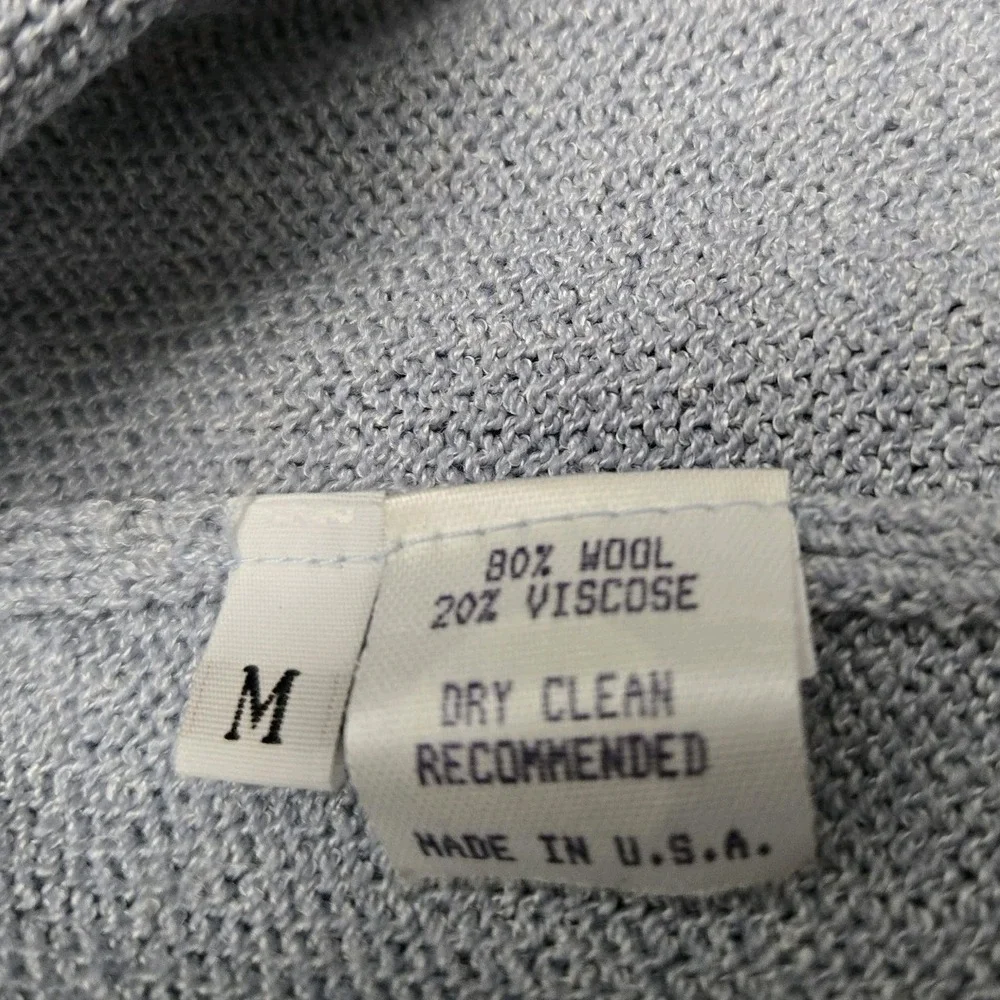 M
80% WOOL
20% VISCOSE
DRY CLEAN
RECOMMENDED
MADE IN U.S.A.